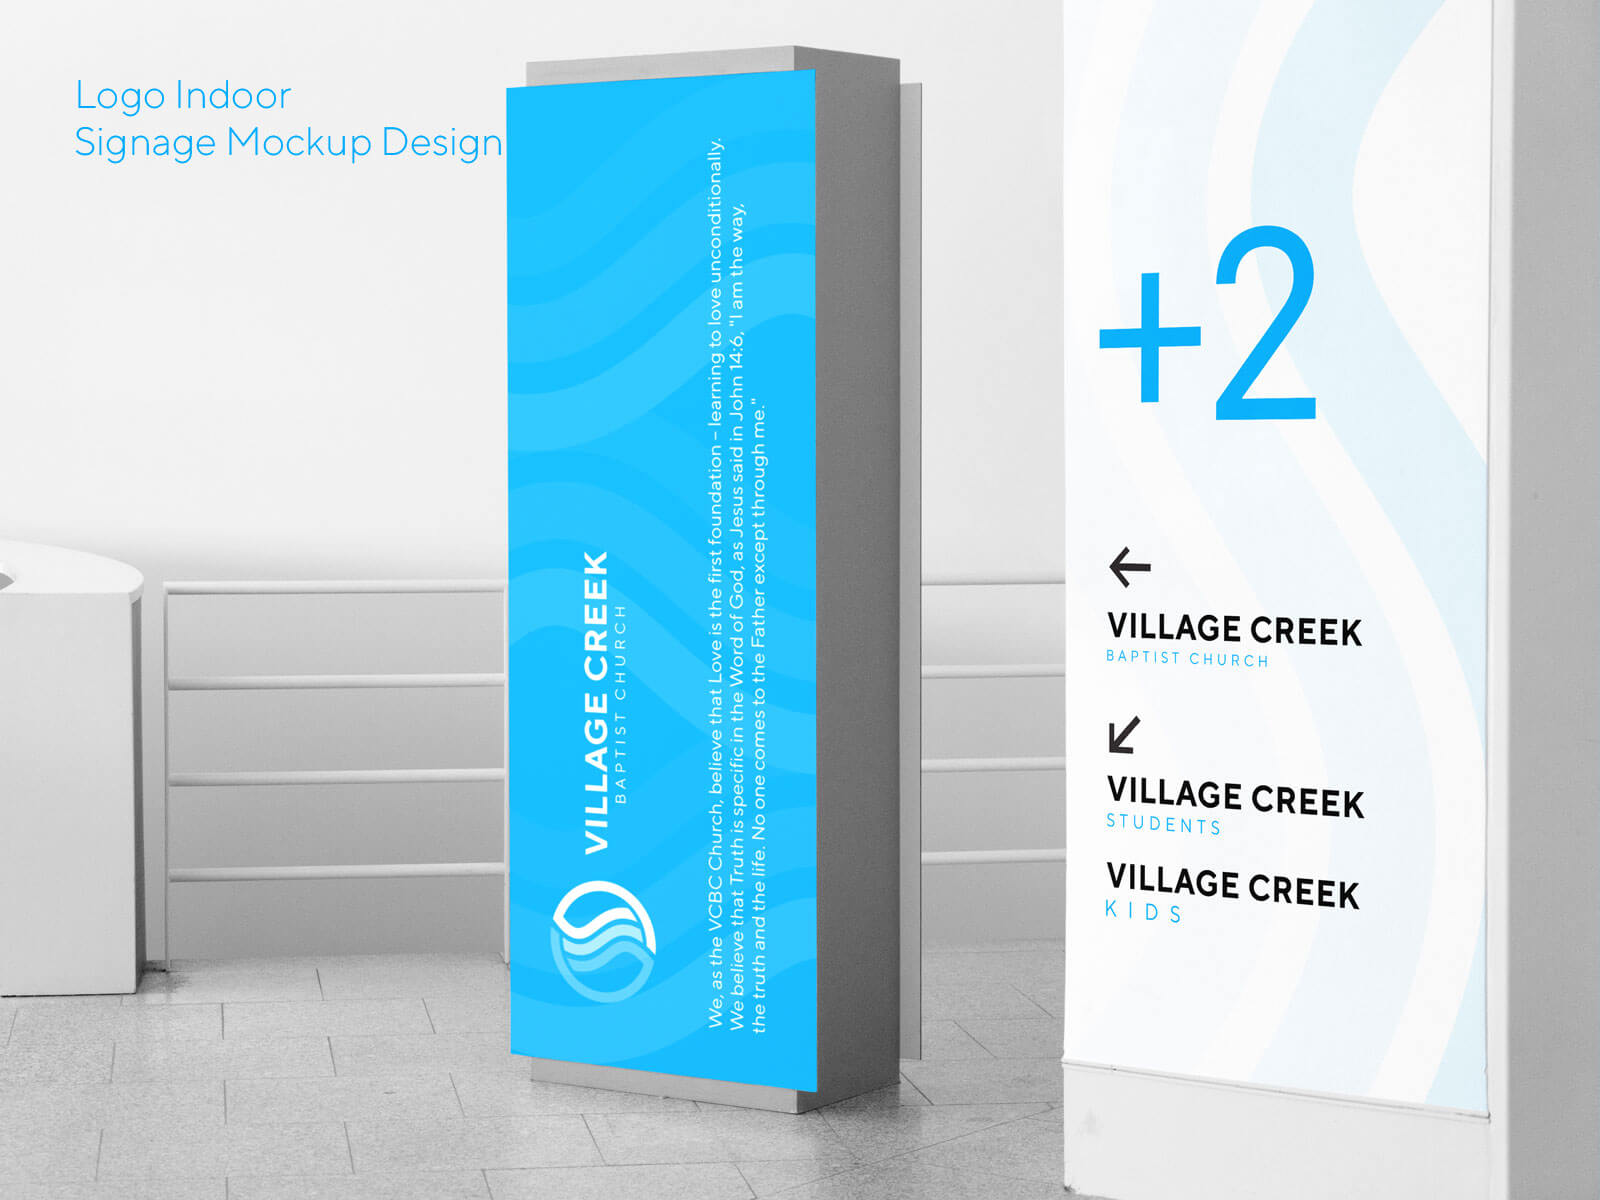 Logo Indoor
Signage Mockup Design
VILLAGE CREEK
BAPTIST CHURCH
We, as the VCBC Church, believe that Love is the first foundation – learning to love unconditionally.
We believe that Truth is specific in the Word of God, as Jesus said in John 14:6, "I am the way,
the truth and the life. No one comes to the Father except through me."
+2
VILLAGE CREEK
BAPTIST CHURCH
VILLAGE CREEK
STUDENTS
VILLAGE CREEK
KIDS